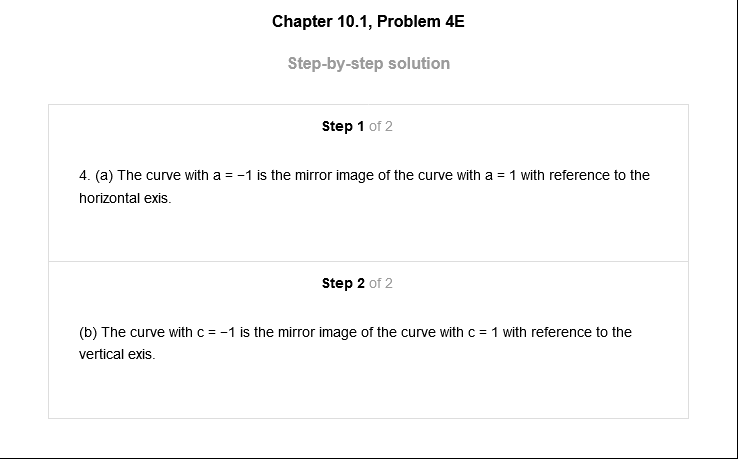 Chapter 10.1, Problem 4E
Step-by-step solution
Step 1 of 2
4. (a) The curve with a = −1 is the mirror image of the curve with a = 1 with reference to the
horizontal exis.
Step 2 of 2
(b) The curve with c = −1 is the mirror image of the curve with c = 1 with reference to the
vertical exis.